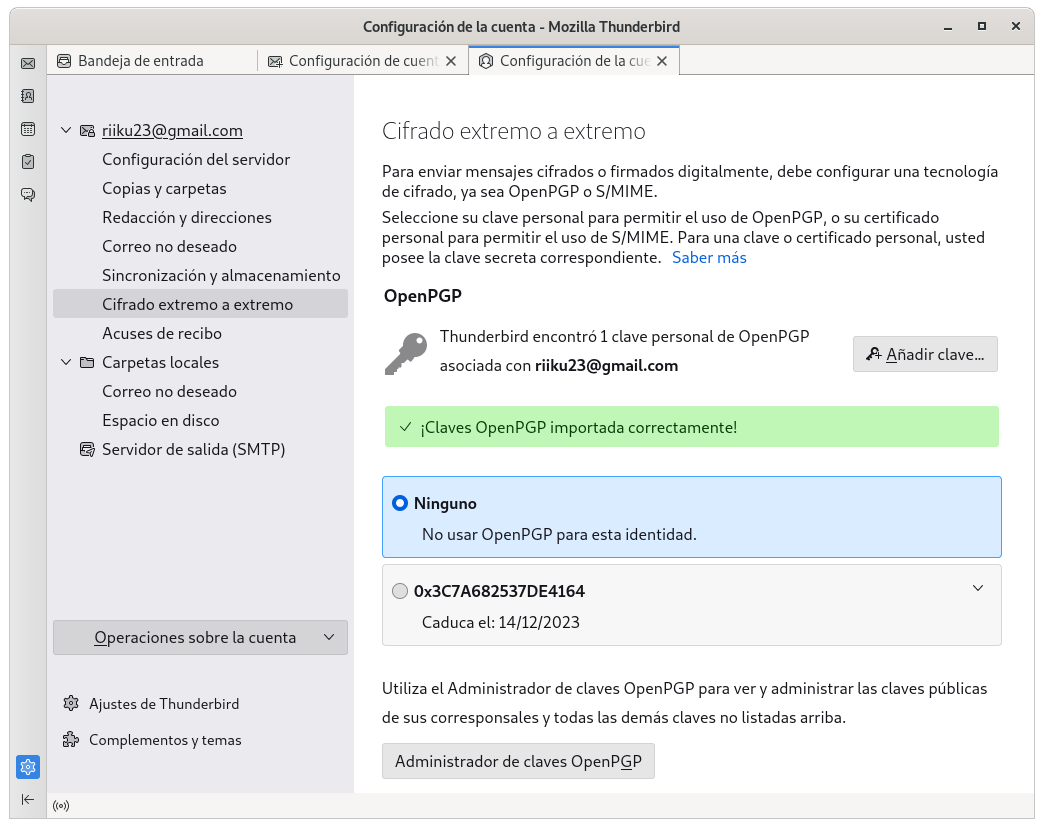 Configuración de la cuenta - Mozilla Thunderbird
Bandeja de entrada
Configuración de cuent
Configuración de la cue
riiku23@gmail.com
Configuración del servidor
Copias y carpetas
Redacción y direcciones
Correo no deseado
Sincronización y almacenamiento
Cifrado extremo a extremo
Acuses de recibo
Carpetas locales
Correo no deseado
Espacio en disco
Servidor de salida (SMTP)
Operaciones sobre la cuenta
Ajustes de Thunderbird
Complementos y temas
Cifrado extremo a extremo
Para enviar mensajes cifrados o firmados digitalmente, debe configurar una tecnología
de cifrado, ya sea OpenPGP o S/MIME.
Seleccione su clave personal para permitir el uso de OpenPGP, o su certificado
personal para permitir el uso de S/MIME. Para una clave o certificado personal, usted
posee la clave secreta correspondiente. Saber más
OpenPGP
Thunderbird encontró 1 clave personal de OpenPGP
asociada con riiku23@gmail.com
Añadir clave...
¡Claves OpenPGP importada correctamente!
Ninguno
No usar OpenPGP para esta identidad.
0x3C7A682537DE4164
Caduca el: 14/12/2023
Utiliza el Administrador de claves OpenPGP para ver y administrar las claves públicas
de sus corresponsales y todas las demás claves no listadas arriba.
Administrador de claves OpenPGP